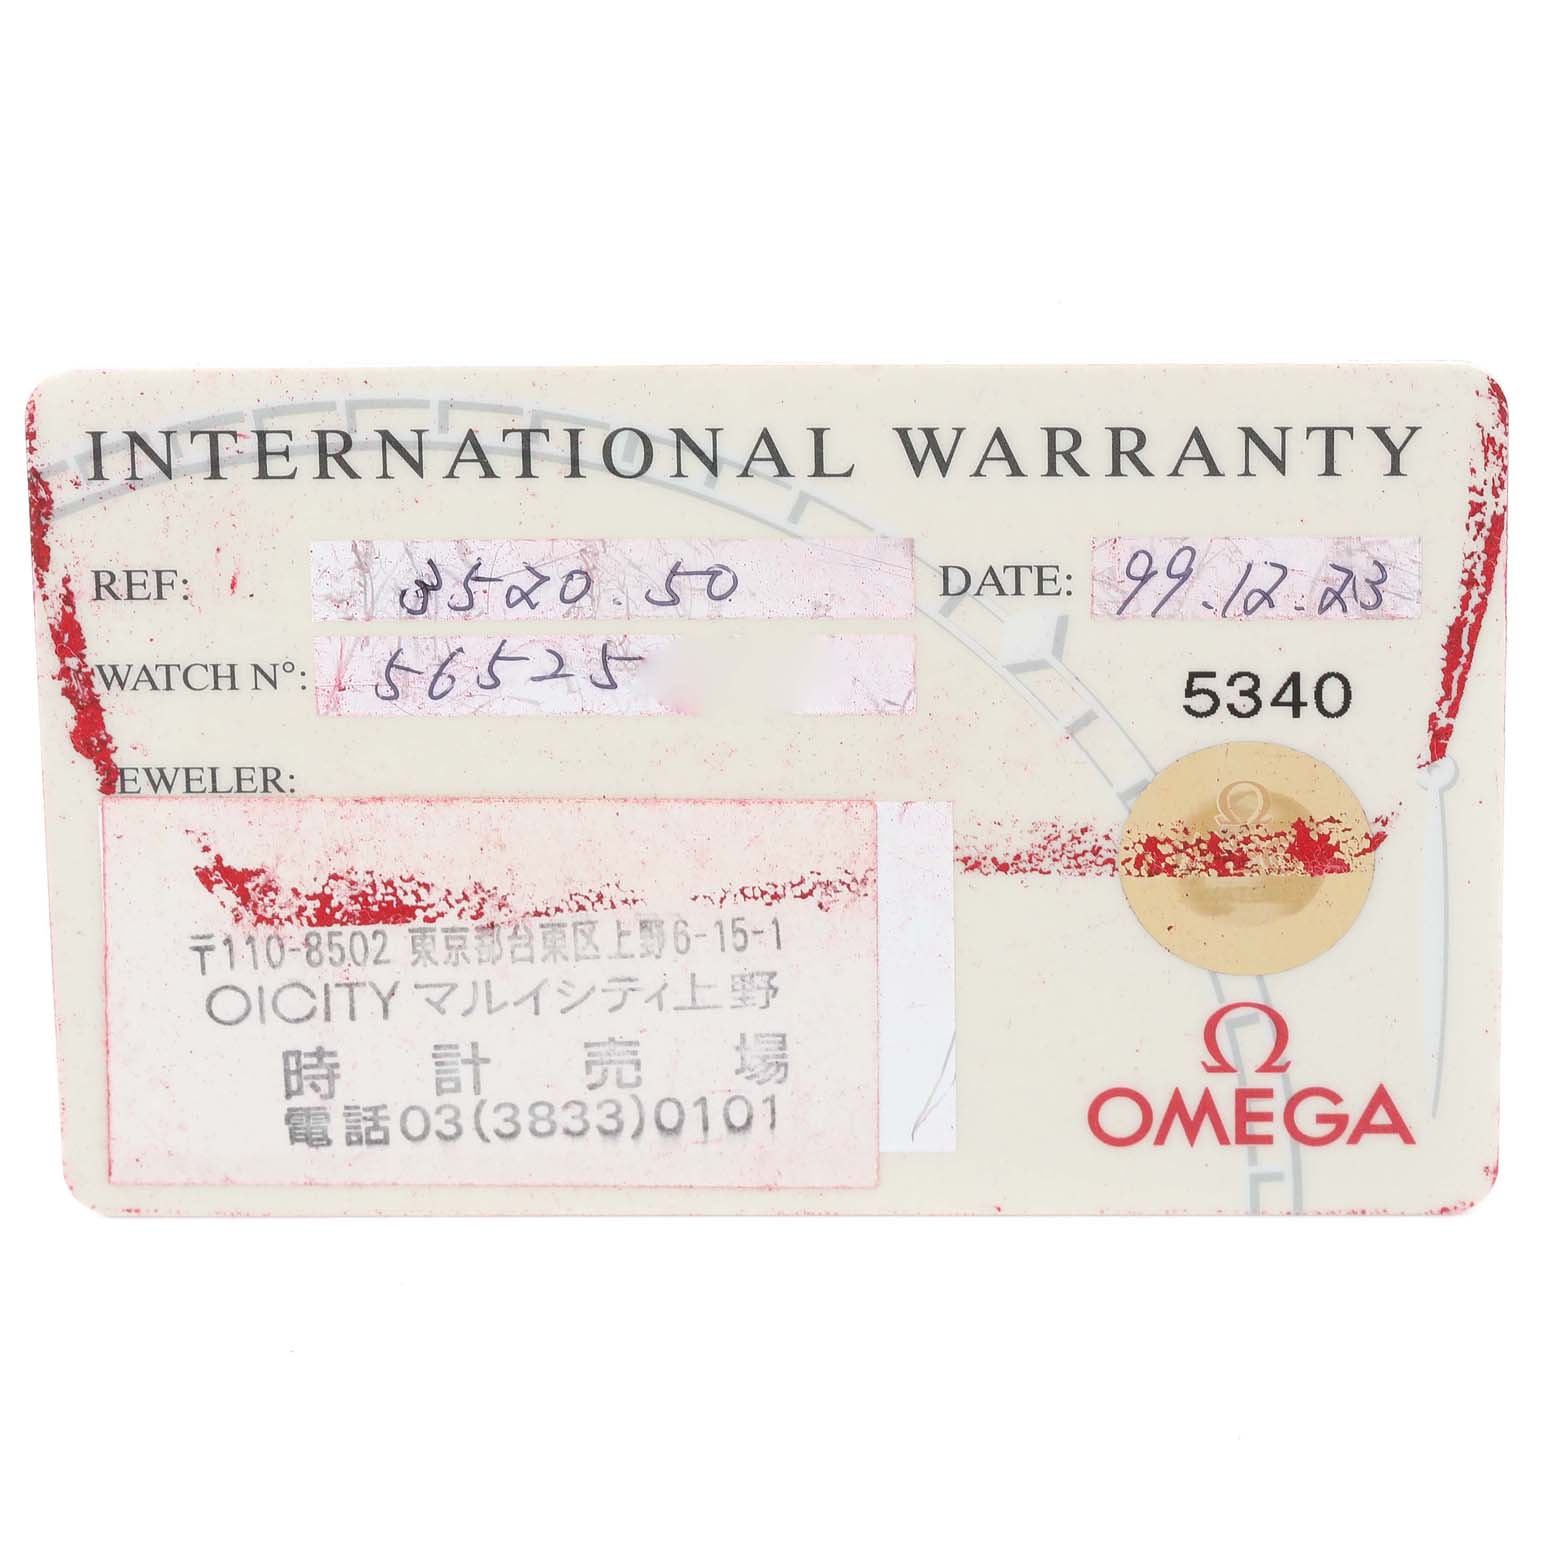 INTERNATIONAL WARRANTY
REF: 3520.50 DATE: 99.12.23
WATCH N°: 56525
5340
JEWELER:
〒110-8502 東京都台東区上野6-15-1
OICITY マルイシティ上野
時計売場
電話03(3833)0101
Ω
Ω
OMEGA